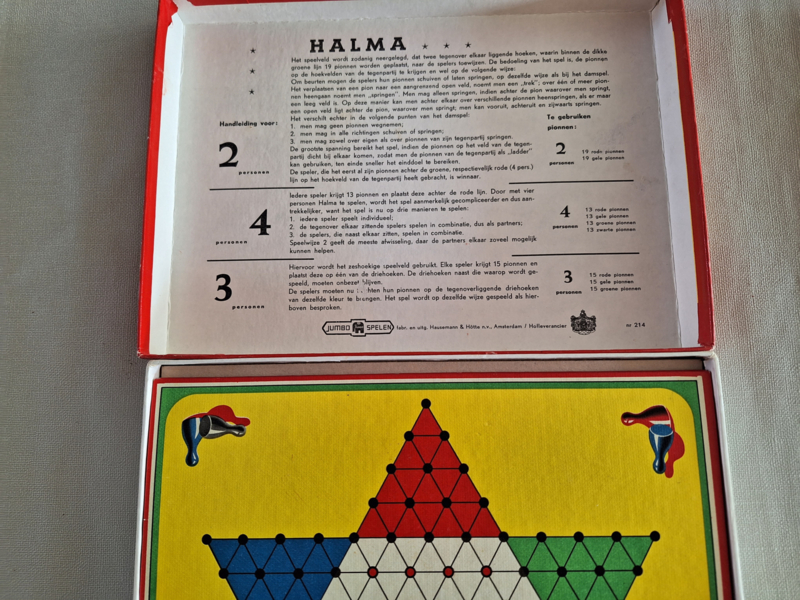 HALMA
Het speelveld wordt zodanig neergelegd, dat twee tegenover elkaar liggende hoeken, waarin binnen de dikke
groene lijn 19 pionnen worden geplaatst, naar de spelers toewijzen. De bedoeling van het spel is, de pionnen
op de hoekvelden van de tegenpartij te krijgen en wel op de volgende wijze:
Om beurten mogen de spelers hun pionnen schuiven of laten springen, op dezelfde wijze als bij het damspel.
Het verplaatsen van een pion naar een aangrenzend open veld, noemt men een „trek"; over één of meer pion-
nen heengaan noemt men „springen". Men mag alleen springen, indien achter de pion waarover men springt,
een leeg veld is. Op deze manier kan men achter elkaar over verschillende pionnen heenspringen, als er maar
een open veld ligt achter de pion, waarover men springt; men kan vooruit, achteruit en zijwaarts springen.
Het verschilt echter in de volgende punten van het damspel:
1. men mag geen pionnen wegnemen;
2. men mag in alle richtingen schuiven of springen;
3. men mag zowel over eigen als over pionnen van zijn tegenpartij springen.
De grootste spanning bereikt het spel, indien de pionnen op het veld van de tegen-
partij dicht bij elkaar komen, zodat men de pionnen van de tegenpartij als „ladder"
kan gebruiken, ten einde sneller het einddoel te bereiken.
De speler, die het eerst al zijn pionnen achter de groene, respectievelijk rode (4 pers.)
lijn op het hoekveld van de tegenpartij heeft gebracht, is winnaar.
Handleiding voor:
2
personen
Te gebruiken
pionnen:
2
personen
19 rode pionnen
19 gele pionnen
4
personen
Iedere speler krijgt 13 pionnen en plaatst deze achter de rode lijn. Door met vier
personen Halma te spelen, wordt het spel aanmerkelijk gecompliceerder en dus aan-
trekkelijker, want het spel is nu op drie manieren te spelen:
1. iedere speler speelt individueel;
2. de tegenover elkaar zittende spelers spelen in combinatie, dus als partners;
3. de spelers, die naast elkaar zitten, spelen in combinatie.
Speelwijze 2 geeft de meeste afwisseling, daar de partners elkaar zoveel mogelijk
kunnen helpen.
4
personen
13 rode pionnen
13 gele pionnen
13 groene pionnen
13 zwarte pionnen
3
personen
Hiervoor wordt het zeshoekige speelveld gebruikt. Elke speler krijgt 15 pionnen en
plaatst deze op één van de driehoeken. De driehoeken naast die waarop wordt ge-
speeld, moeten onbezet blijven.
De spelers moeten nu hun pionnen op de tegenoverliggende driehoeken
van dezelfde kleur te brengen. Het spel wordt op dezelfde wijze gespeeld als hier-
boven besproken.
3
personen
15 rode pionnen
15 gele pionnen
15 groene pionnen
JUMBO SPELEN
fabr. en uitg. Hausemann & Hötte n.v., Amsterdam / Hofleverancier
nr 214